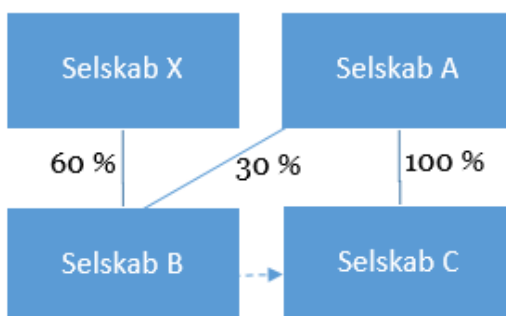 Selskab X
Selskab A
60 %
30 %
100 %
Selskab B
Selskab C